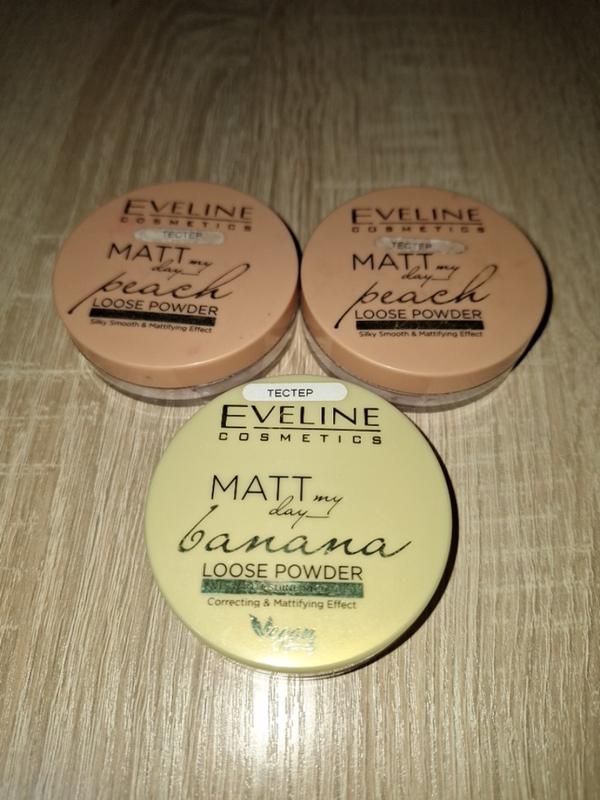 EVELINE
COSMETICS
ТЕСТЕР
MATT my
day
peach
LOOSE POWDER
Silky Smooth & Mattifying Effect
EVELINE
COSMETICS
ТЕСТЕР
MATT my
day
peach
LOOSE POWDER
Silky Smooth & Mattifying Effect
ТЕСТЕР
EVELINE
COSMETICS
MATT my
day
banana
LOOSE POWDER
Correcting & Mattifying Effect
Vegan